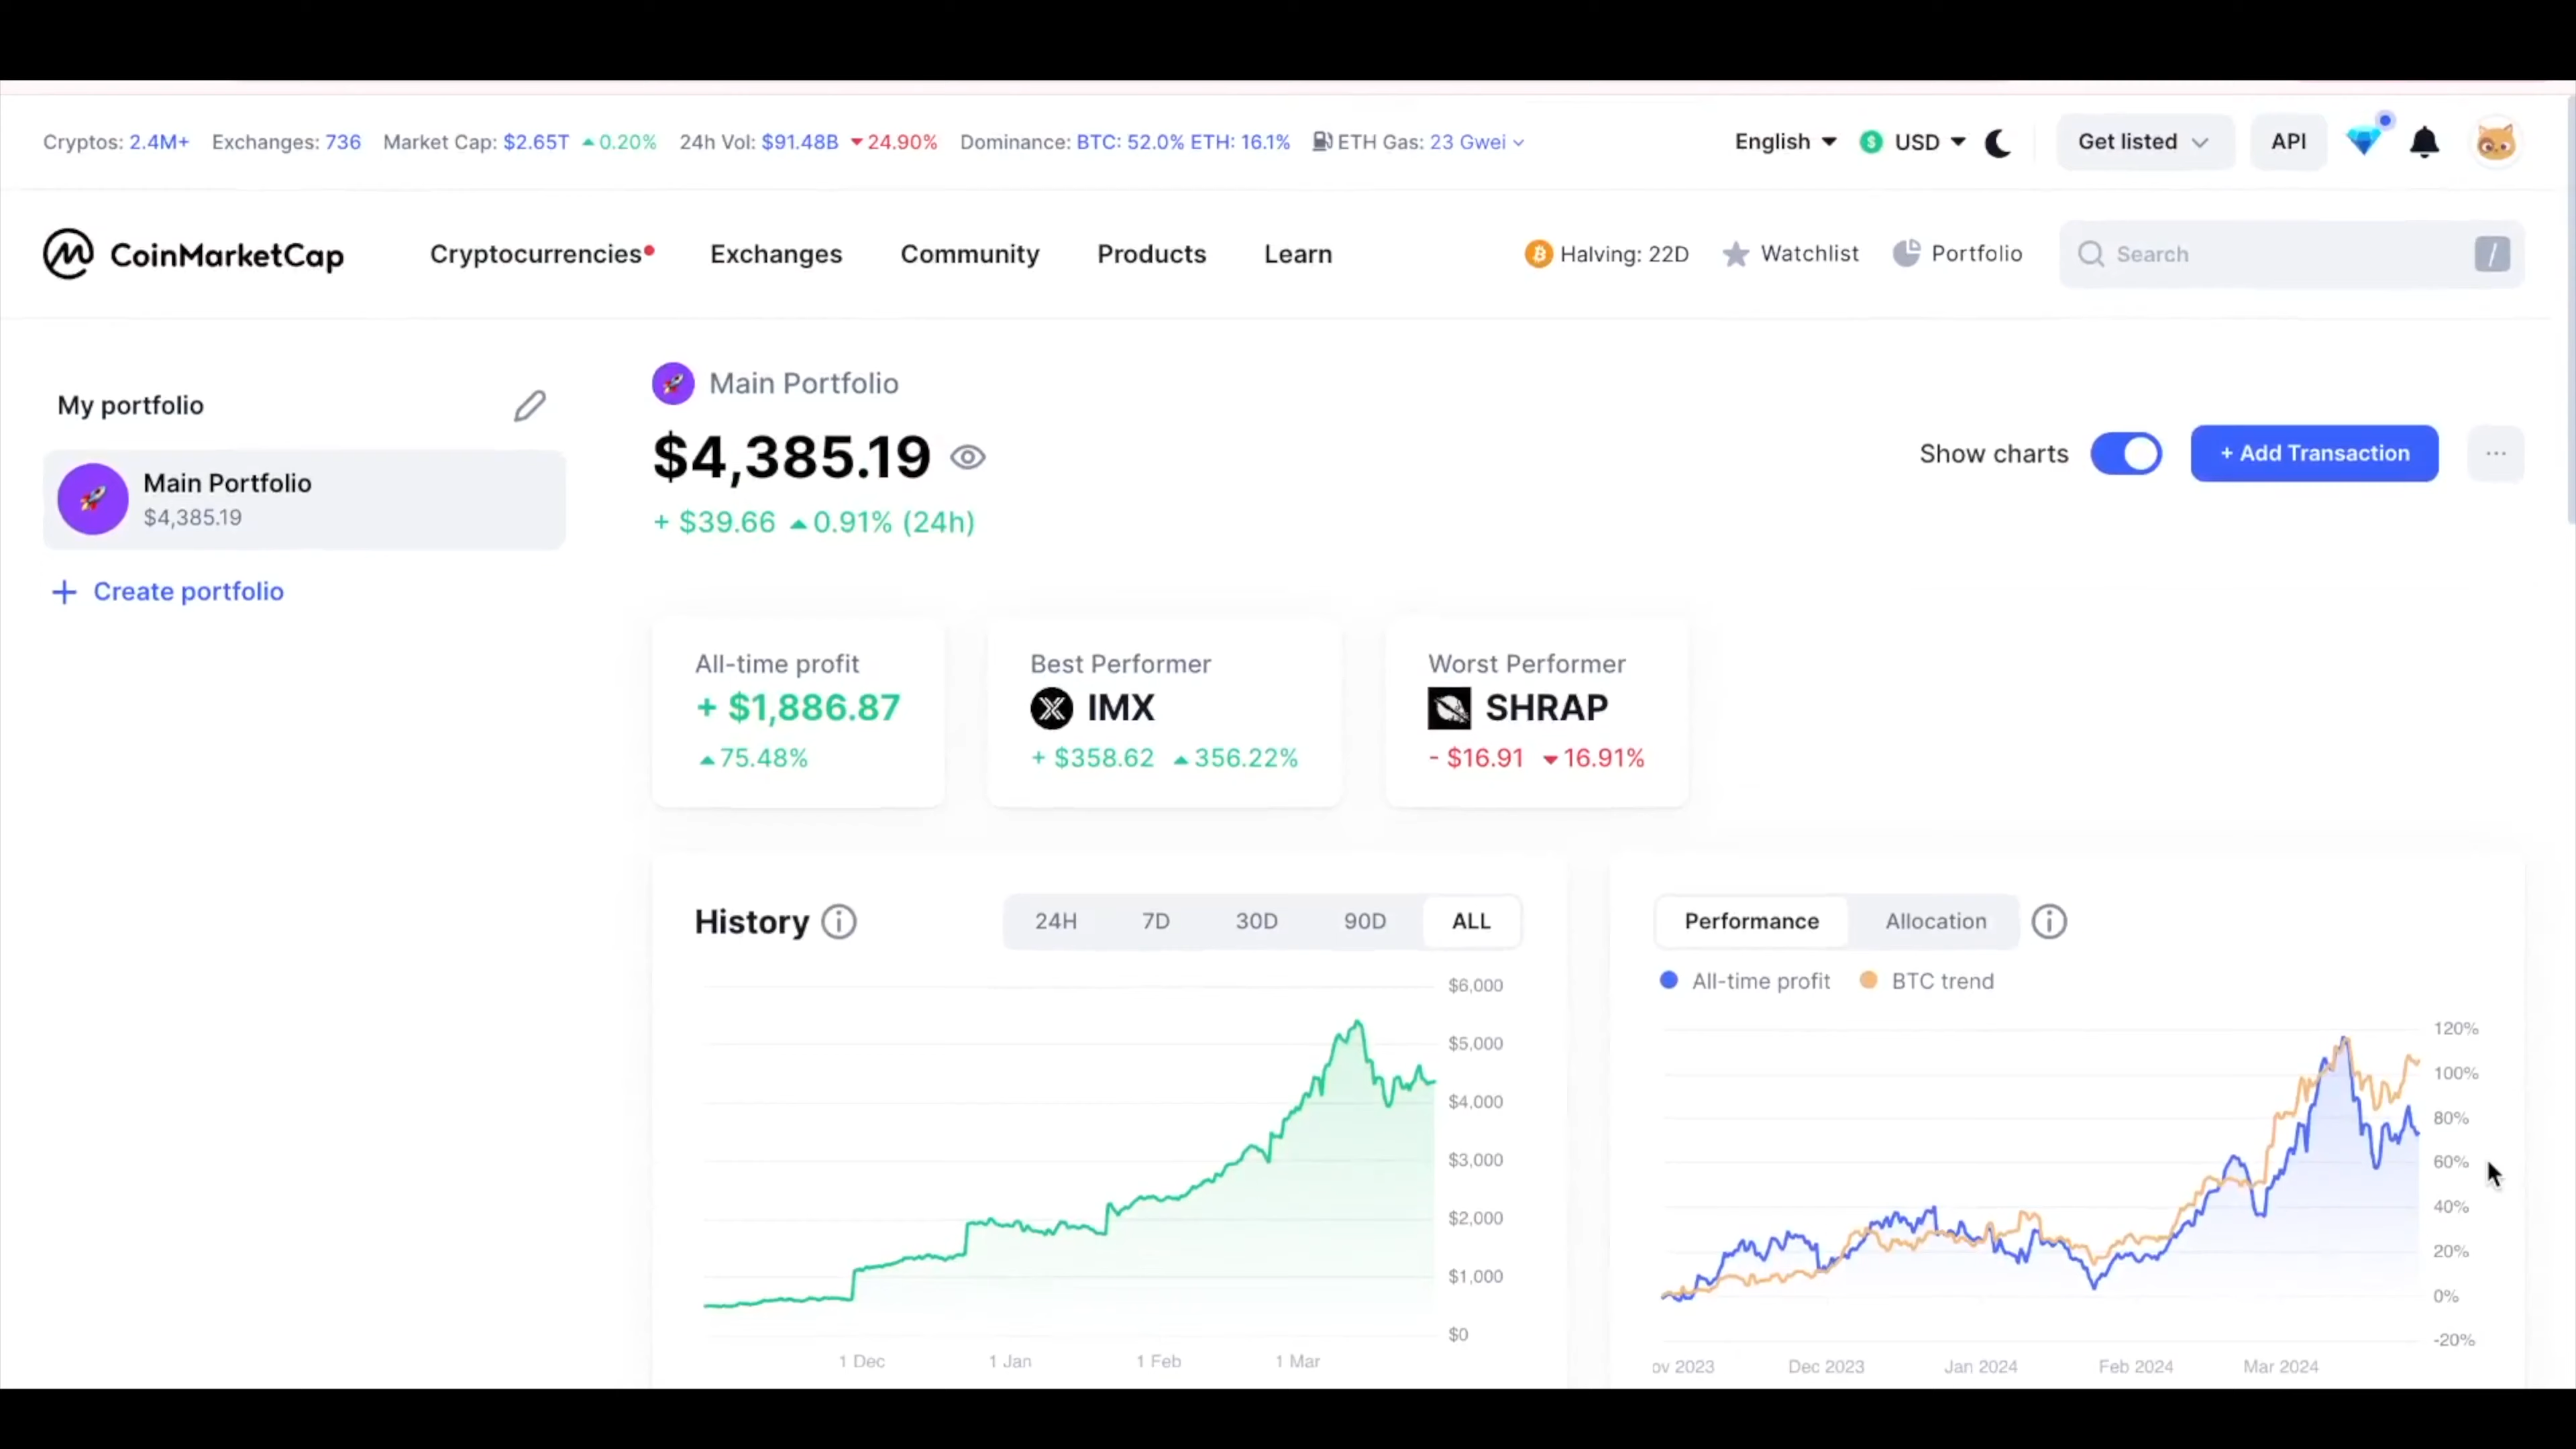 Cryptos: 2.4M+ Exchanges: 736 Market Cap: $2.65T 0.20% 24h Vol: $91.48B 24.90% Dominance: BTC: 52.0% ETH: 16.1% ETH Gas: 23 Gwei English USD Get listed API
CoinMarketCap Cryptocurrencies Exchanges Community Products Learn Halving: 22D Watchlist Portfolio Search /
My portfolio
Main Portfolio
$4,385.19
+ Create portfolio
Main Portfolio
$4,385.19
+ $39.66 0.91% (24h)
Show charts + Add Transaction ...
All-time profit
+ $1,886.87
75.48%
Best Performer
IMX
+ $358.62 356.22%
Worst Performer
SHRAP
- $16.91 16.91%
History 24H 7D 30D 90D ALL
$6,000
$5,000
$4,000
$3,000
$2,000
$1,000
$0
1 Dec 1 Jan 1 Feb 1 Mar
Performance Allocation
All-time profit BTC trend
120%
100%
80%
60%
40%
20%
0%
-20%
ov 2023 Dec 2023 Jan 2024 Feb 2024 Mar 2024